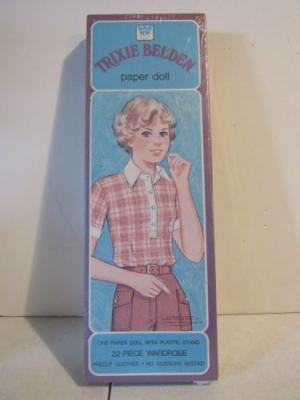 TRIXIE BELDEN
paper doll
ONE PAPER DOLL WITH PLASTIC STAND
22 PIECE WARDROBE
PRECUT CLOTHES • NO SCISSORS NEEDED